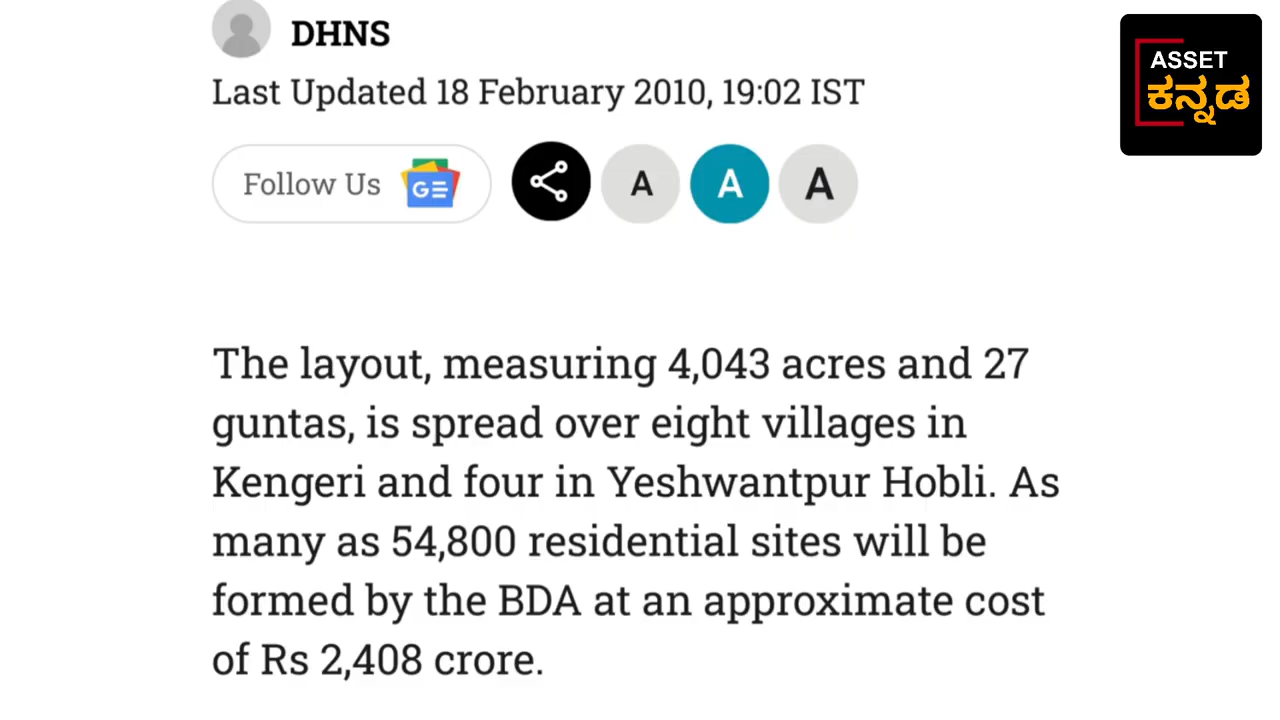 DHNS
Last Updated 18 February 2010, 19:02 IST
Follow Us
G
A
A
A
ASSET
ಕನ್ನಡ
The layout, measuring 4,043 acres and 27
guntas, is spread over eight villages in
Kengeri and four in Yeshwantpur Hobli. As
many as 54,800 residential sites will be
formed by the BDA at an approximate cost
of Rs 2,408 crore.